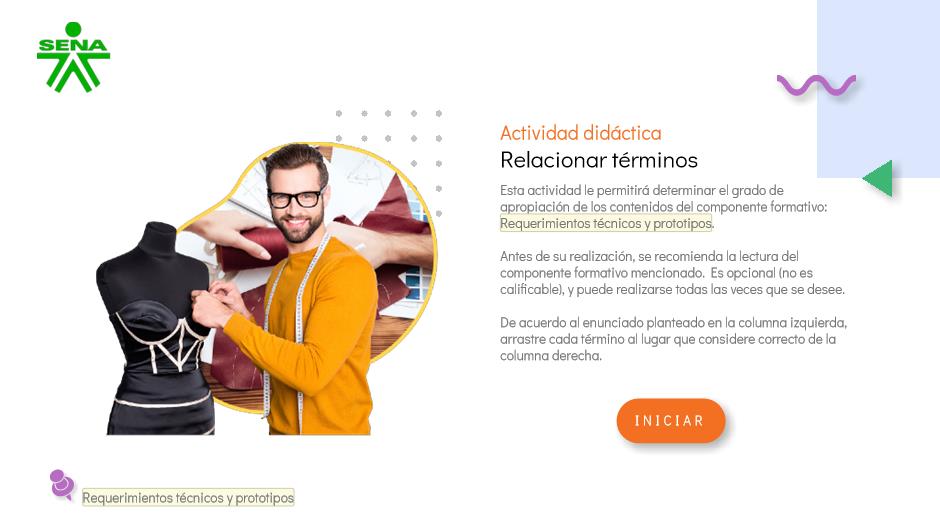 SENA
Actividad didáctica
Relacionar términos
Esta actividad le permitirá determinar el grado de
apropiación de los contenidos del componente formativo:
Requerimientos técnicos y prototipos.
Antes de su realización, se recomienda la lectura del
componente formativo mencionado. Es opcional (no es
calificable), y puede realizarse todas las veces que se desee.
De acuerdo al enunciado planteado en la columna izquierda,
arrastre cada término al lugar que considere correcto de la
columna derecha.
INICIAR
Requerimientos técnicos y prototipos